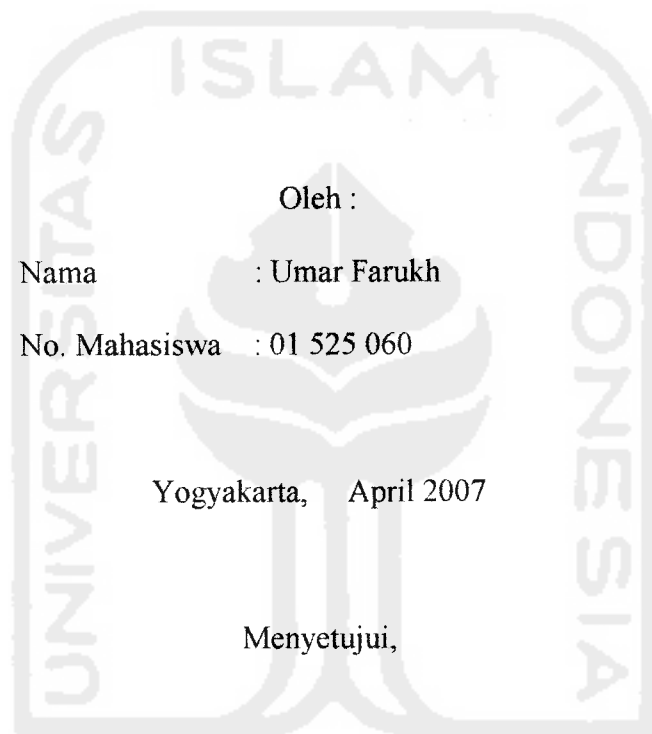 UNIVERSITAS ISLAM INDONESIA
Oleh :
Nama : Umar Farukh
No. Mahasiswa : 01 525 060
Yogyakarta, April 2007
Menyetujui,